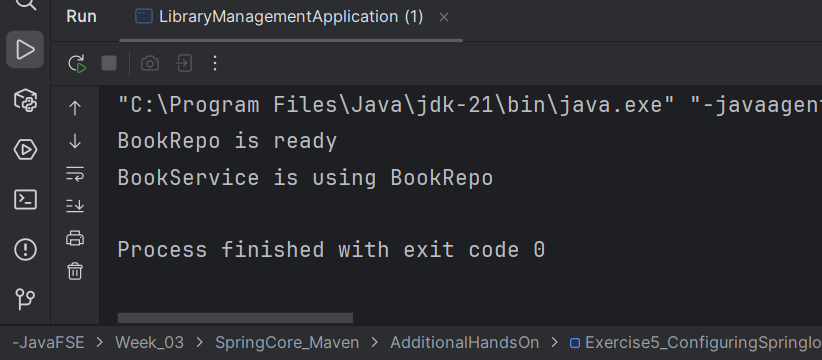 Run LibraryManagementApplication (1)
"C:\Program Files\Java\jdk-21\bin\java.exe" "-javaagent
BookRepo is ready
BookService is using BookRepo
Process finished with exit code 0
-JavaFSE > Week_03 > SpringCore_Maven > AdditionalHandsOn > Exercise5_ConfiguringSpringIo